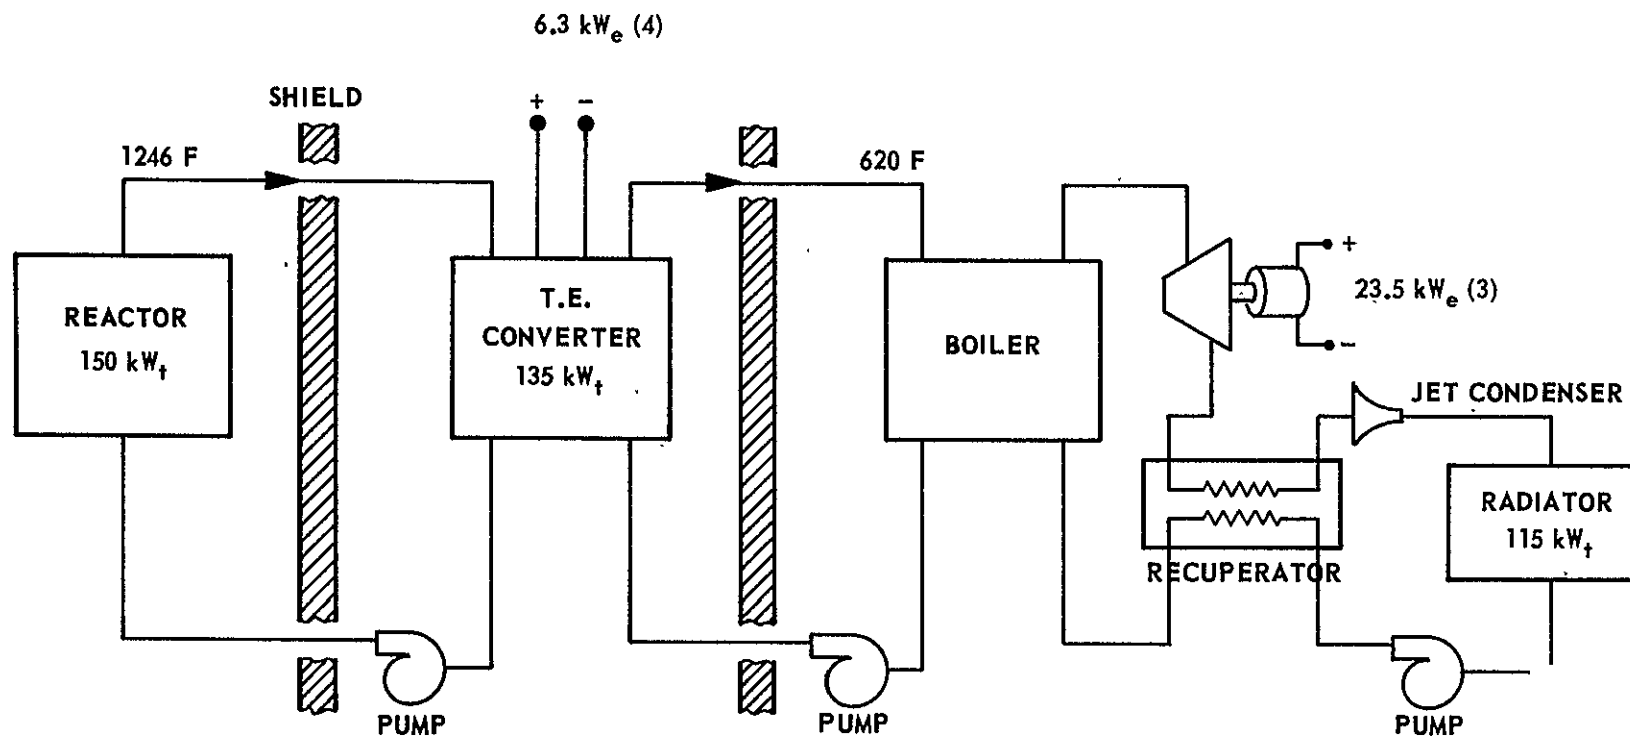 6.3 kWe (4)
SHIELD
+ −
1246 F
620 F
REACTOR
150 kWt
T.E.
CONVERTER
135 kWt
BOILER
+
23.5 kWe (3)
−
JET CONDENSER
RADIATOR
115 kWt
RECUPERATOR
PUMP
PUMP
PUMP